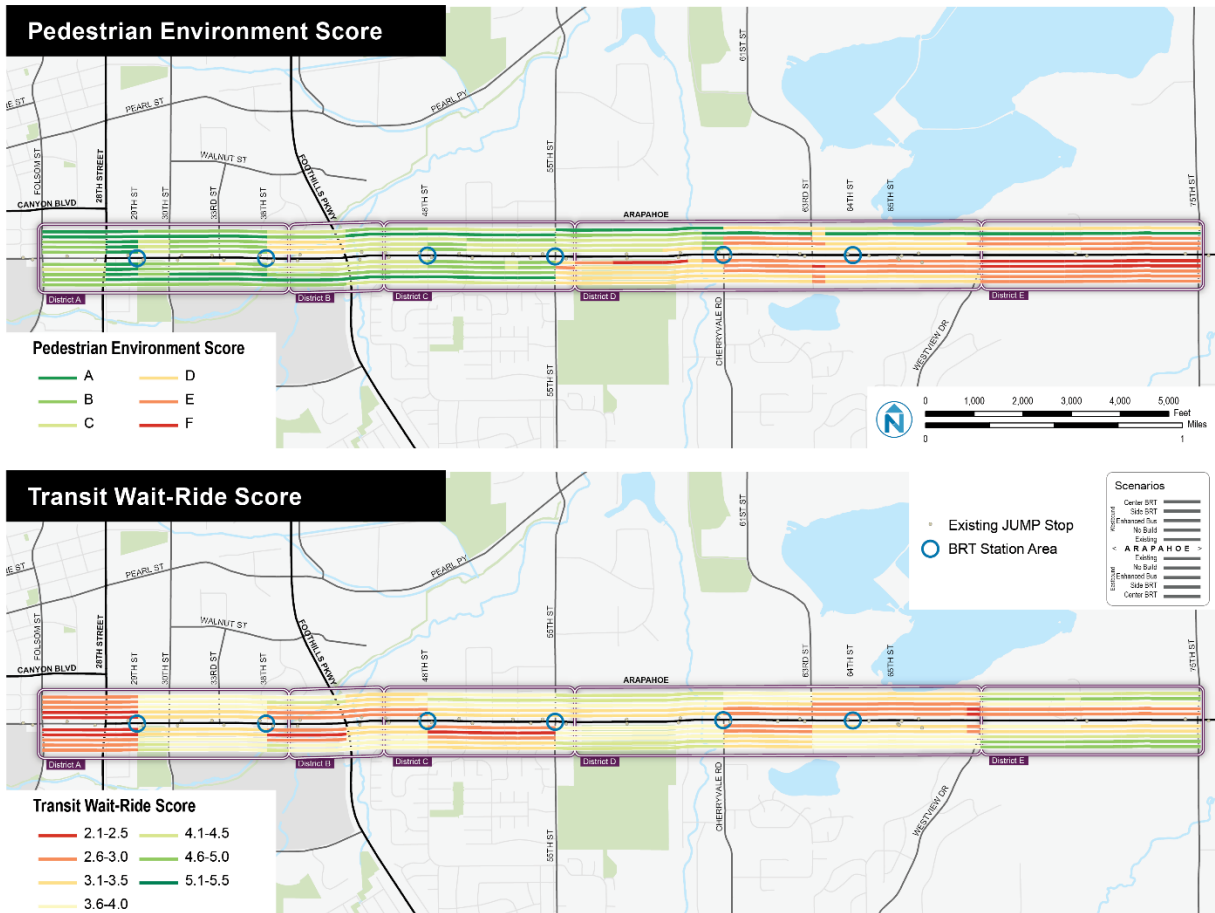 Pedestrian Environment Score
61ST ST
PEARL ST
PEARL PY
WALNUT ST
FOLSOM ST
28TH STREET
29TH ST
30TH ST
33RD ST
38TH ST
FOOTHILLS PKWY
48TH ST
55TH ST
63RD ST
64TH ST
65TH ST
75TH ST
CANYON BLVD
ARAPAHOE
District A
District B
District C
District D
District E
55TH ST
CHERRYVALE RD
WESTVIEW DR
Pedestrian Environment Score
A D
B E
C F
N
0 1,000 2,000 3,000 4,000 5,000
Feet
Miles
0 1
Transit Wait-Ride Score
61ST ST
PEARL ST
PEARL PY
WALNUT ST
FOLSOM ST
28TH STREET
29TH ST
30TH ST
33RD ST
38TH ST
FOOTHILLS PKWY
48TH ST
55TH ST
63RD ST
64TH ST
65TH ST
75TH ST
CANYON BLVD
ARAPAHOE
District A
District B
District C
District D
District E
55TH ST
CHERRYVALE RD
WESTVIEW DR
Existing JUMP Stop
BRT Station Area
Scenarios
Center BRT
Side BRT
Enhanced Bus
No Build
Existing
< ARAPAHOE >
Existing
No Build
Enhanced Bus
Side BRT
Center BRT
Eastbound
Transit Wait-Ride Score
2.1-2.5 4.1-4.5
2.6-3.0 4.6-5.0
3.1-3.5 5.1-5.5
3.6-4.0